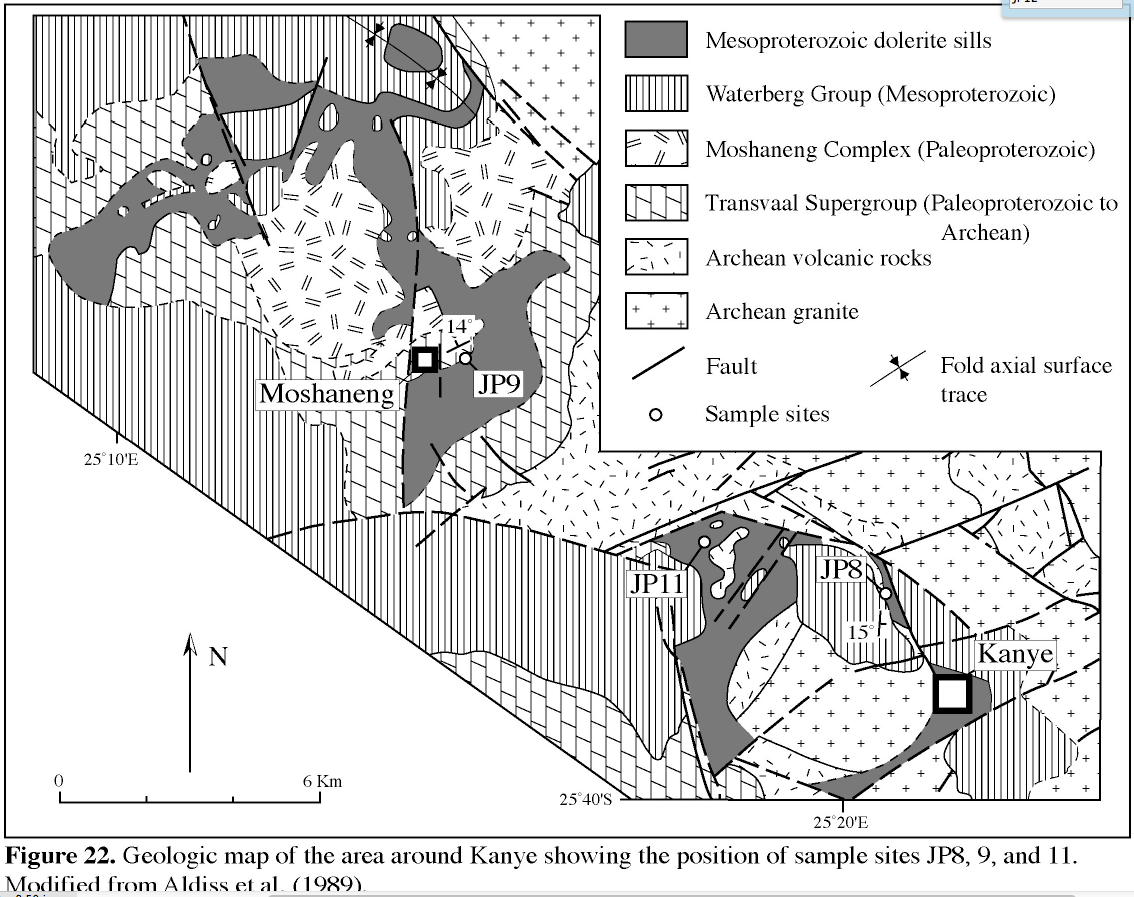 Mesoproterozoic dolerite sills
Waterberg Group (Mesoproterozoic)
Moshaneng Complex (Paleoproterozoic)
Transvaal Supergroup (Paleoproterozoic to
Archean)
Archean volcanic rocks
Archean granite
Fault
Fold axial surface
trace
Sample sites
14°
Moshaneng
JP9
25°10'E
JP11
JP8
15°
Kanye
N
0
6 Km
25°40'S
25°20'E
Figure 22. Geologic map of the area around Kanye showing the position of sample sites JP8, 9, and 11.
Modified from Aldiss et al. (1989).